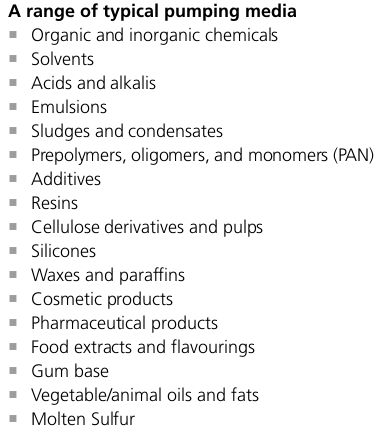 A range of typical pumping media
■ Organic and inorganic chemicals
■ Solvents
■ Acids and alkalis
■ Emulsions
■ Sludges and condensates
■ Prepolymers, oligomers, and monomers (PAN)
■ Additives
■ Resins
■ Cellulose derivatives and pulps
■ Silicones
■ Waxes and paraffins
■ Cosmetic products
■ Pharmaceutical products
■ Food extracts and flavourings
■ Gum base
■ Vegetable/animal oils and fats
■ Molten Sulfur